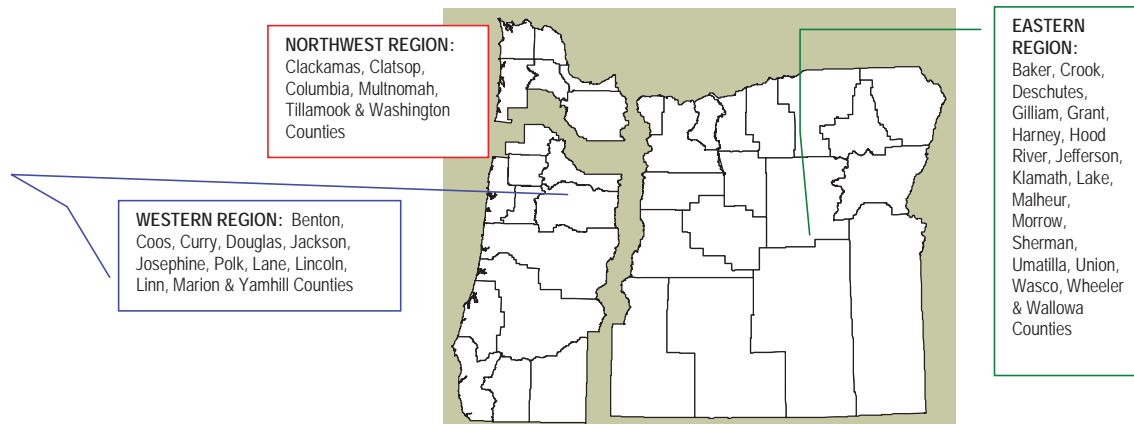 NORTHWEST REGION:
Clackamas, Clatsop,
Columbia, Multnomah,
Tillamook & Washington
Counties
WESTERN REGION: Benton,
Coos, Curry, Douglas, Jackson,
Josephine, Polk, Lane, Lincoln,
Linn, Marion & Yamhill Counties
EASTERN
REGION:
Baker, Crook,
Deschutes,
Gilliam, Grant,
Harney, Hood
River, Jefferson,
Klamath, Lake,
Malheur,
Morrow,
Sherman,
Umatilla, Union,
Wasco, Wheeler
& Wallowa
Counties